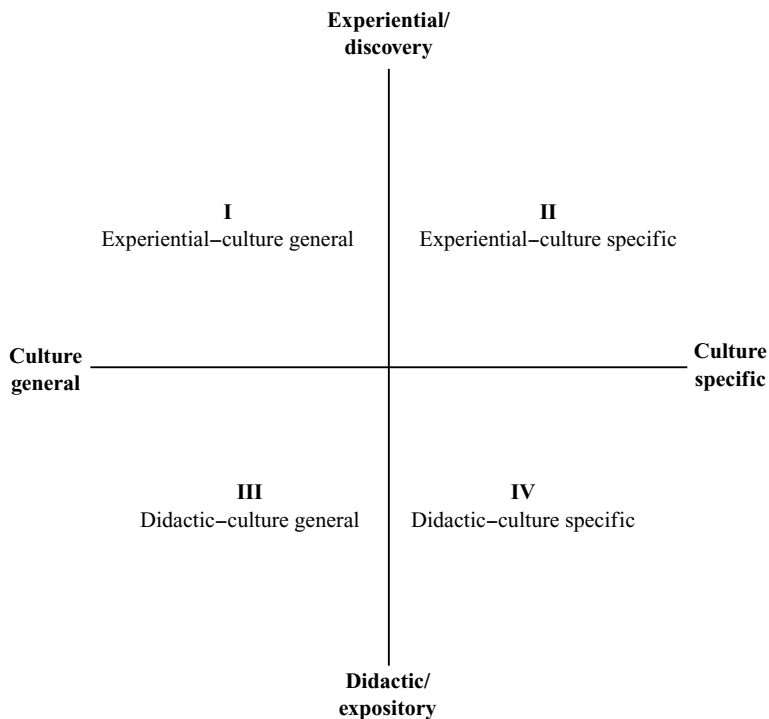 Experiential/
discovery
I
Experiential–culture general
II
Experiential–culture specific
Culture
general
Culture
specific
III
Didactic–culture general
IV
Didactic–culture specific
Didactic/
expository